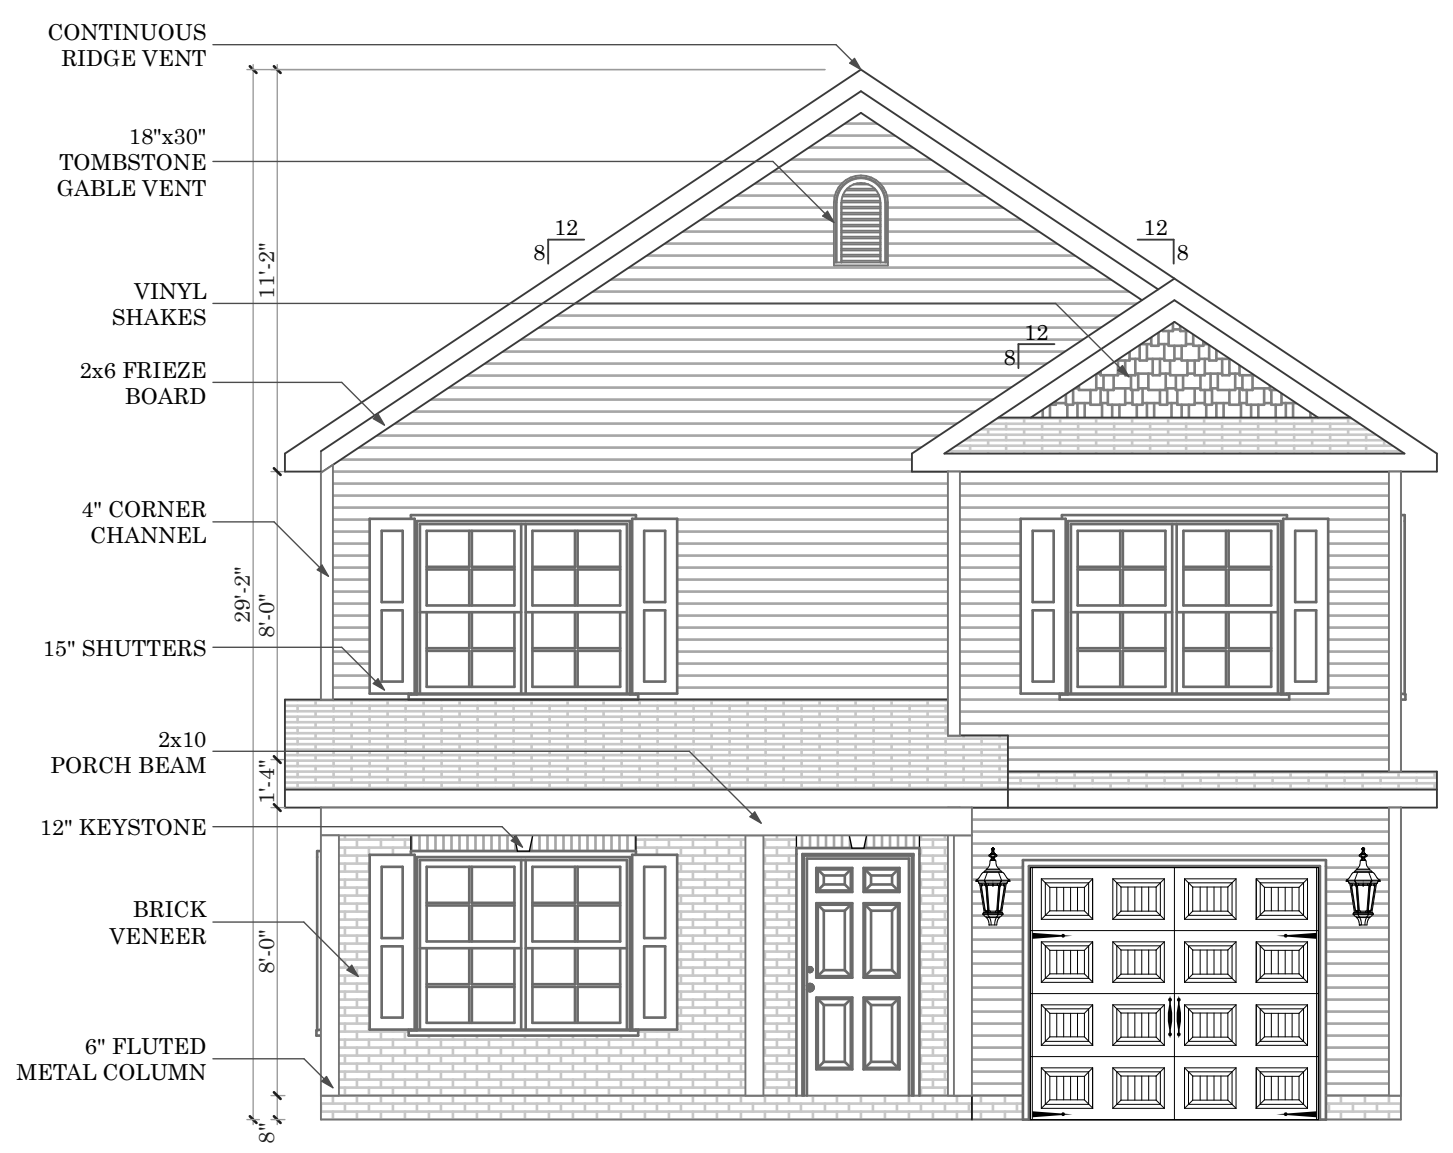 CONTINUOUS
RIDGE VENT
18"x30"
TOMBSTONE
GABLE VENT
12
8
12
8
11'-2"
VINYL
SHAKES
12
8
2x6 FRIEZE
BOARD
4" CORNER
CHANNEL
29'-2"
8'-0"
15" SHUTTERS
2x10
PORCH BEAM
1'-4"
12" KEYSTONE
BRICK
VENEER
8'-0"
6" FLUTED
METAL COLUMN
8"